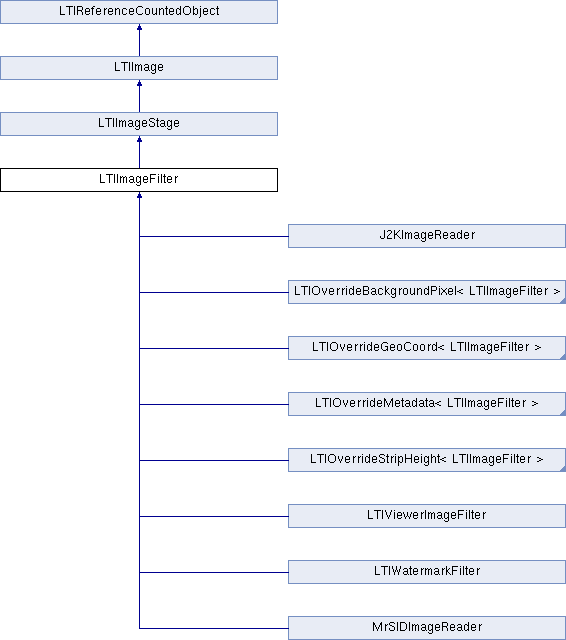 LTIReferenceCountedObject
LTIImage
LTIImageStage
LTIImageFilter
J2KImageReader
LTIOverrideBackgroundPixel< LTIImageFilter >
LTIOverrideGeoCoord< LTIImageFilter >
LTIOverrideMetadata< LTIImageFilter >
LTIOverrideStripHeight< LTIImageFilter >
LTIViewerImageFilter
LTIWatermarkFilter
MrSIDImageReader